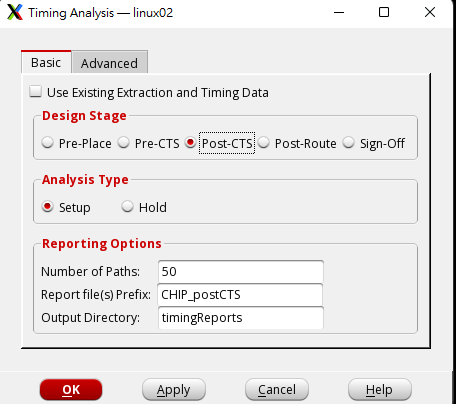 Timing Analysis — linux02
Basic Advanced
Use Existing Extraction and Timing Data
Design Stage
Pre-Place Pre-CTS Post-CTS Post-Route Sign-Off
Analysis Type
Setup Hold
Reporting Options
Number of Paths: 50
Report file(s) Prefix: CHIP_postCTS
Output Directory: timingReports
OK Apply Cancel Help